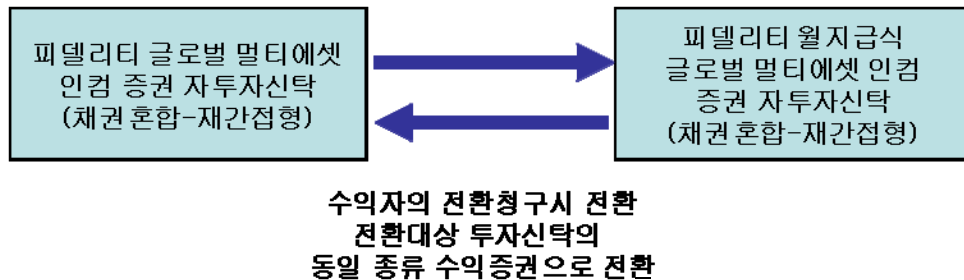 피델리티 글로벌 멀티에셋
인컴 증권 자투자신탁
(채권혼합-재간접형)
피델리티 월지급식
글로벌 멀티에셋 인컴
증권 자투자신탁
(채권혼합-재간접형)
수익자의 전환청구시 전환
전환대상 투자신탁의
동일 종류 수익증권으로 전환